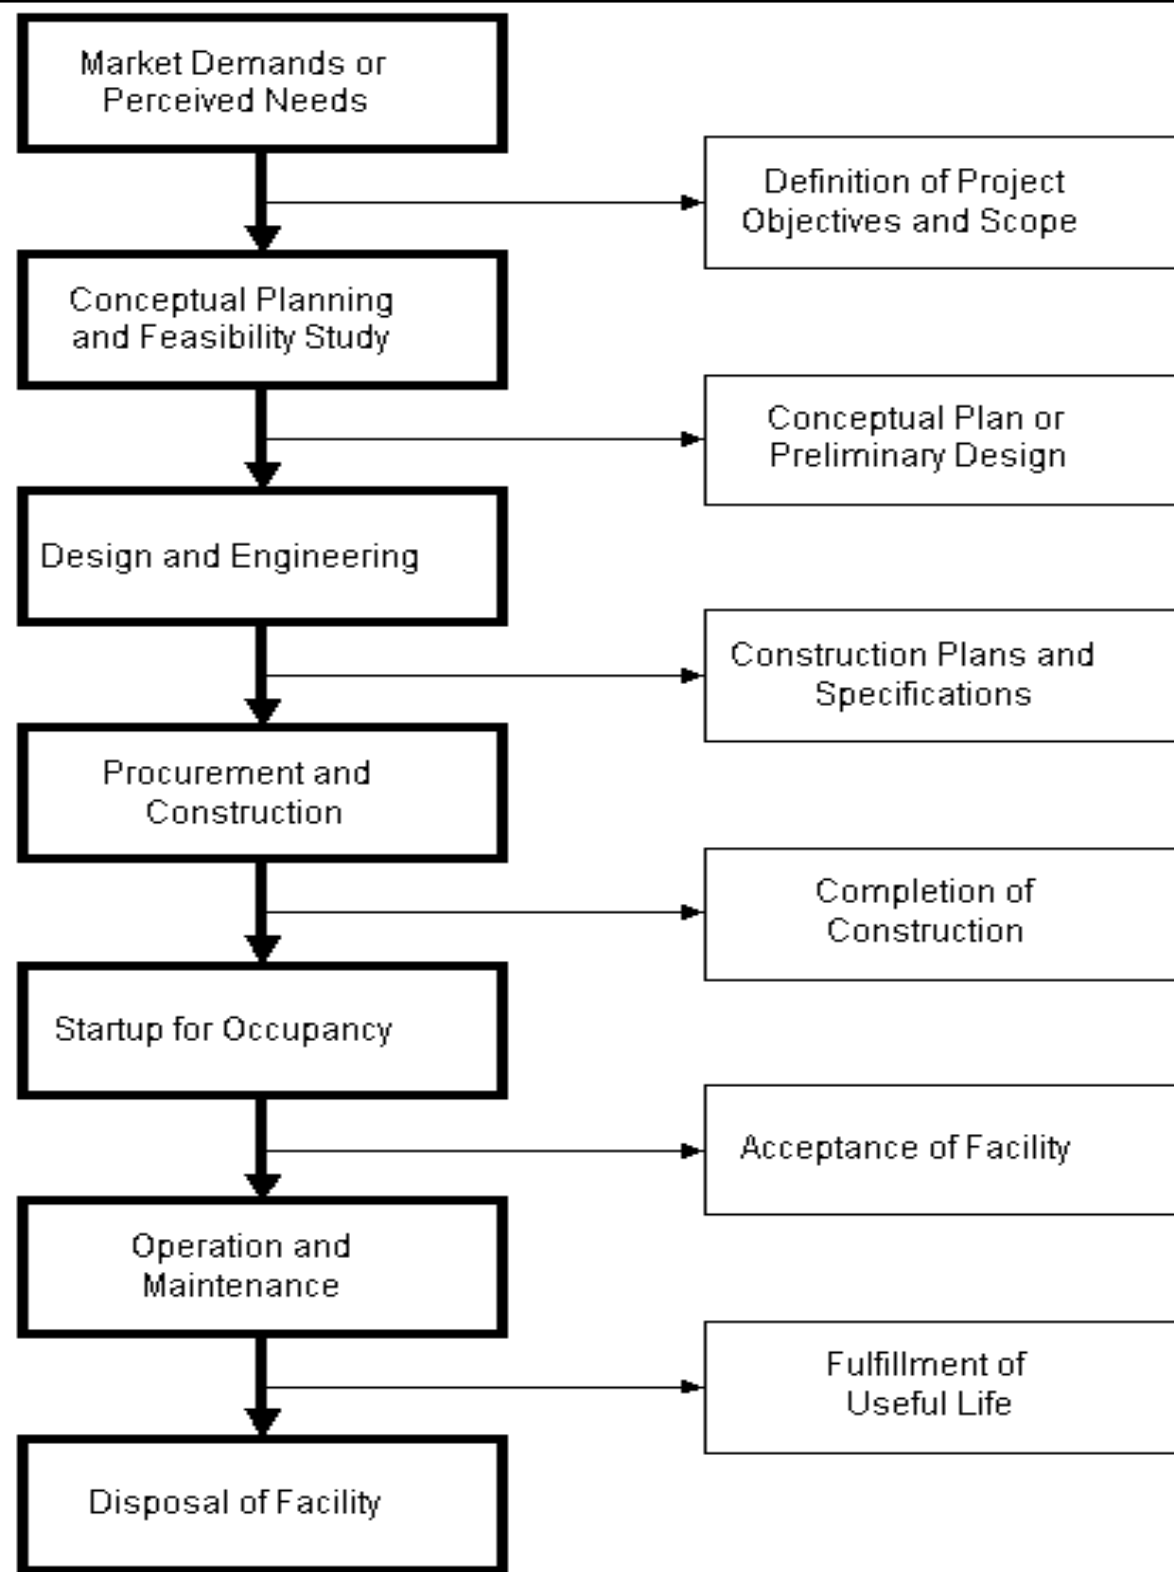 Market Demands or
Perceived Needs
Definition of Project
Objectives and Scope
Conceptual Planning
and Feasibility Study
Conceptual Plan or
Preliminary Design
Design and Engineering
Construction Plans and
Specifications
Procurement and
Construction
Completion of
Construction
Startup for Occupancy
Acceptance of Facility
Operation and
Maintenance
Fulfillment of
Useful Life
Disposal of Facility